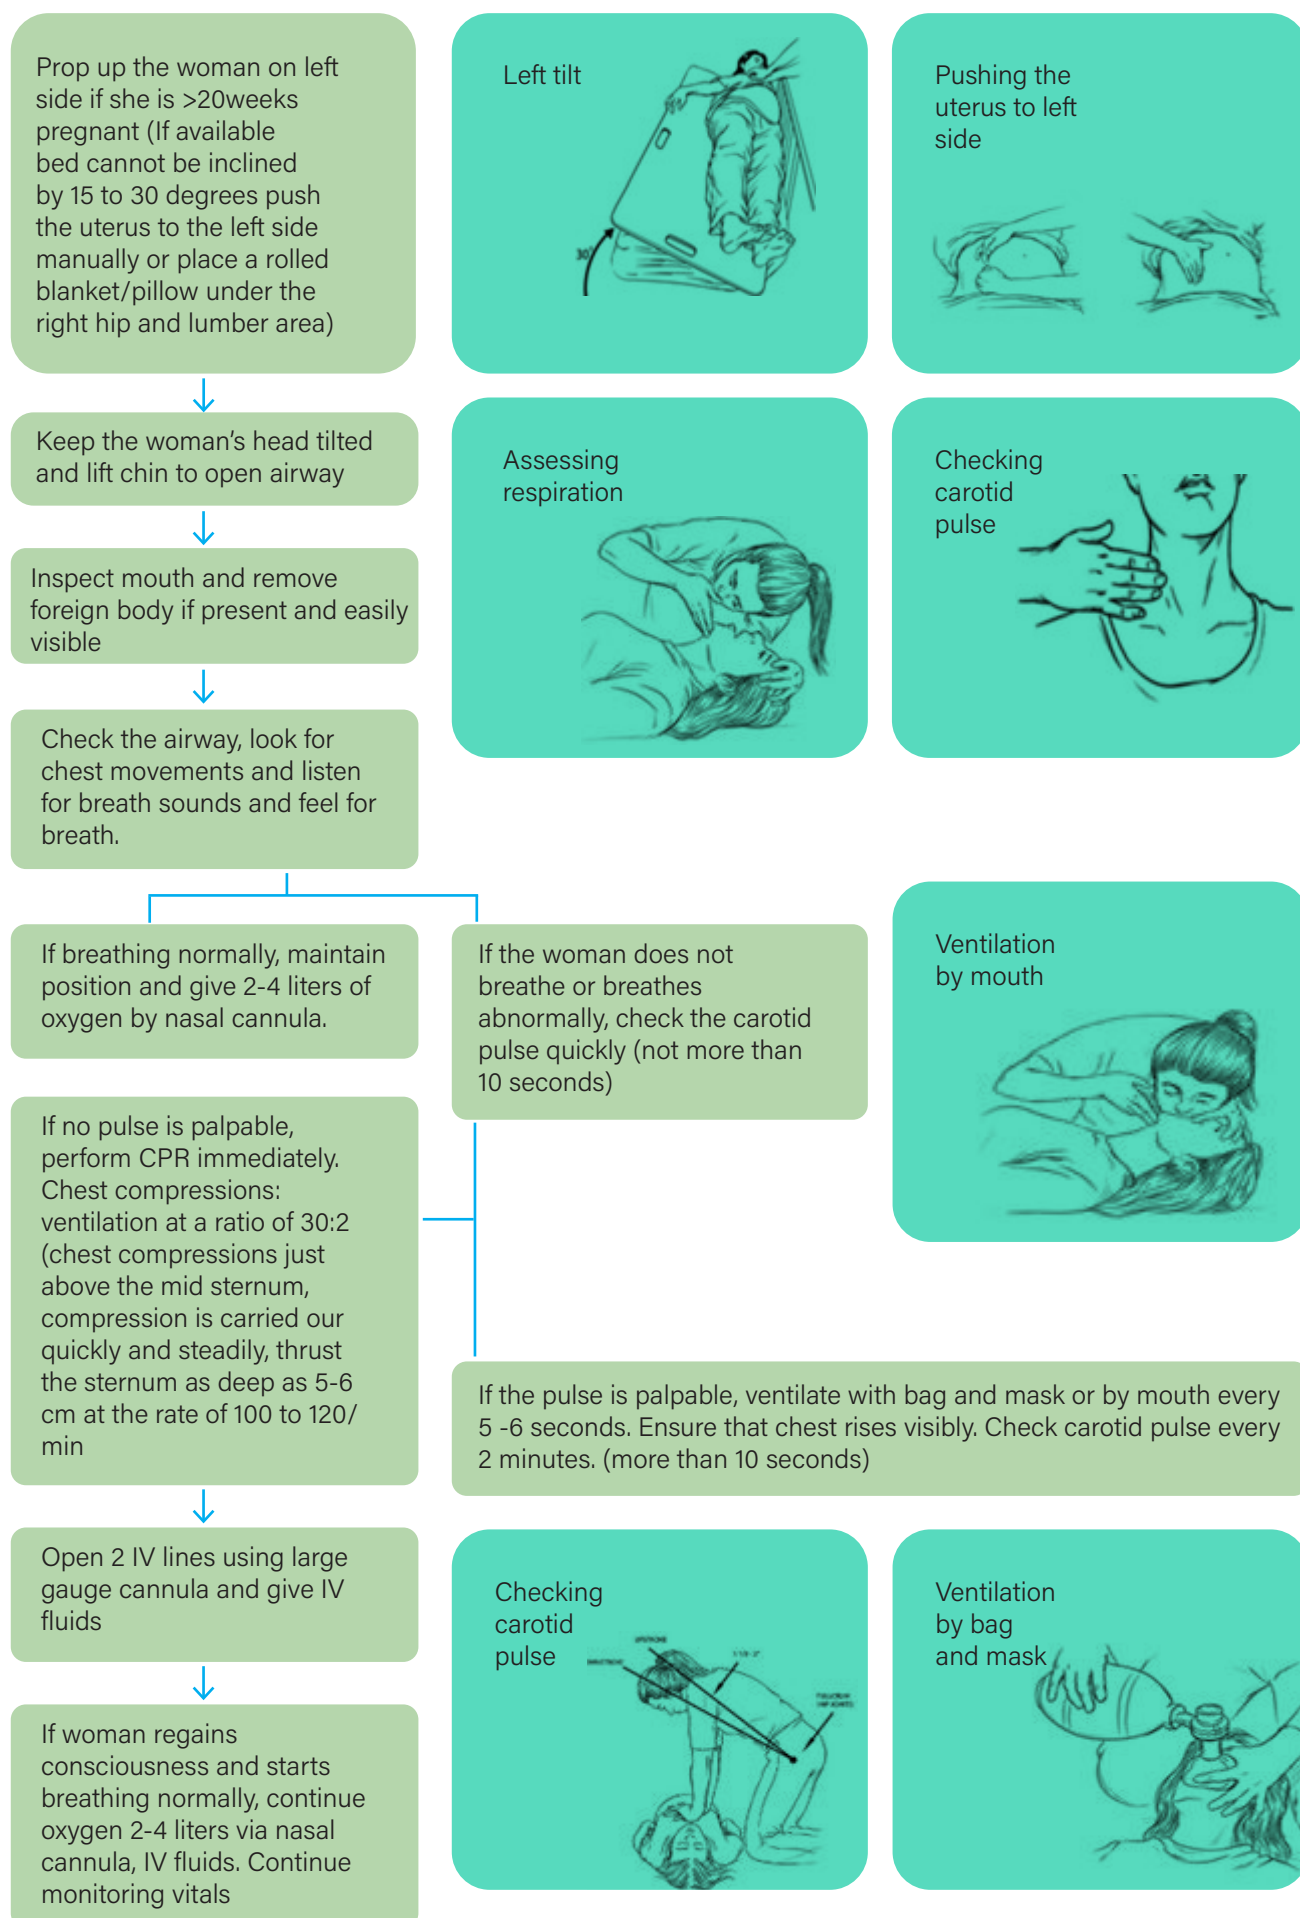 Prop up the woman on left
side if she is >20weeks
pregnant (If available
bed cannot be inclined
by 15 to 30 degrees push
the uterus to the left side
manually or place a rolled
blanket/pillow under the
right hip and lumber area)
Left tilt
30°
Pushing the
uterus to left
side
Keep the woman's head tilted
and lift chin to open airway
Inspect mouth and remove
foreign body if present and easily
visible
Assessing
respiration
Checking
carotid
pulse
Check the airway, look for
chest movements and listen
for breath sounds and feel for
breath.
If breathing normally, maintain
position and give 2-4 liters of
oxygen by nasal cannula.
If the woman does not
breathe or breathes
abnormally, check the carotid
pulse quickly (not more than
10 seconds)
Ventilation
by mouth
If no pulse is palpable,
perform CPR immediately.
Chest compressions:
ventilation at a ratio of 30:2
(chest compressions just
above the mid sternum,
compression is carried our
quickly and steadily, thrust
the sternum as deep as 5-6
cm at the rate of 100 to 120/
min
If the pulse is palpable, ventilate with bag and mask or by mouth every
5 -6 seconds. Ensure that chest rises visibly. Check carotid pulse every
2 minutes. (more than 10 seconds)
Open 2 IV lines using large
gauge cannula and give IV
fluids
If woman regains
consciousness and starts
breathing normally, continue
oxygen 2-4 liters via nasal
cannula, IV fluids. Continue
monitoring vitals
Checking
carotid
pulse
UPSTROKE
Ventilation
by bag
and mask